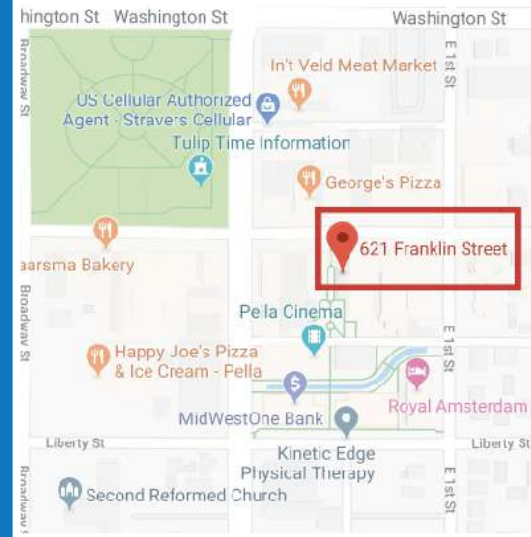 hington St
Washington St
Washington St
Broadway St
E 1st St
In't Veld Meat Market
US Cellular Authorized
Agent - Stravers Cellular
Tulip Time Information
George's Pizza
621 Franklin Street
aarsma Bakery
Broadway St
Pella Cinema
E 1st St
Happy Joe's Pizza
& Ice Cream - Pella
Royal Amsterdam
MidWestOne Bank
Liberty St
Liberty St
Kinetic Edge
Physical Therapy
Broadway S
E 1st St
Second Reformed Church